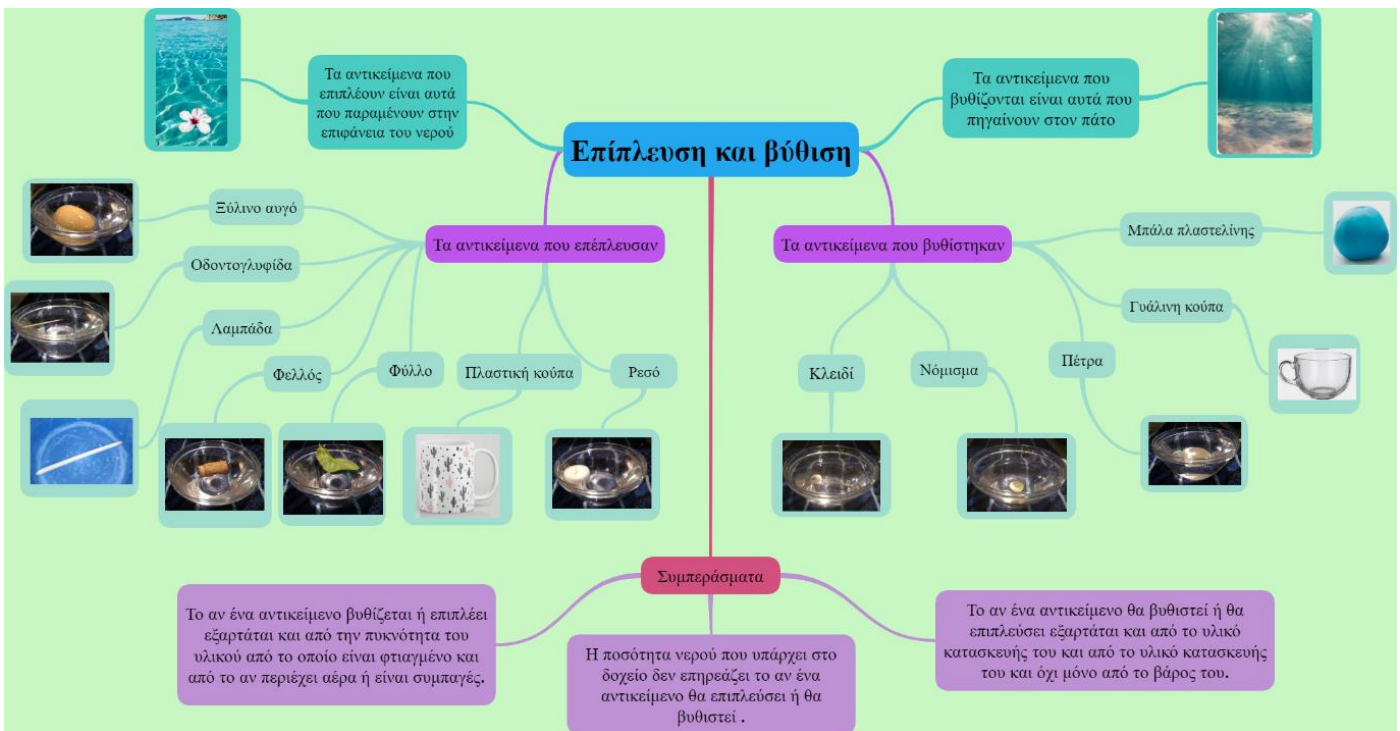 Τα αντικείμενα που
επιπλέουν είναι αυτά
που παραμένουν στην
επιφάνεια του νερού
Τα αντικείμενα που
βυθίζονται είναι αυτά που
πηγαίνουν στον πάτο
Επίπλευση και βύθιση
Ξύλινο αυγό
Τα αντικείμενα που επέπλευσαν
Τα αντικείμενα που βυθίστηκαν
Μπάλα πλαστελίνης
Οδοντογλυφίδα
Λαμπάδα
Γυάλινη κούπα
Φελλός
Φύλλο
Πλαστική κούπα
Ρεσό
Κλειδί
Νόμισμα
Πέτρα
Συμπεράσματα
Το αν ένα αντικείμενο βυθίζεται ή επιπλέει
εξαρτάται και από την πυκνότητα του
υλικού από το οποίο είναι φτιαγμένο και
από το αν περιέχει αέρα ή είναι συμπαγές.
Η ποσότητα νερού που υπάρχει στο
δοχείο δεν επηρεάζει το αν ένα
αντικείμενο θα επιπλεύσει ή θα
βυθιστεί .
Το αν ένα αντικείμενο θα βυθιστεί ή θα
επιπλεύσει εξαρτάται και από το υλικό
κατασκευής του και από το υλικό κατασκευής
του και όχι μόνο από το βάρος του.